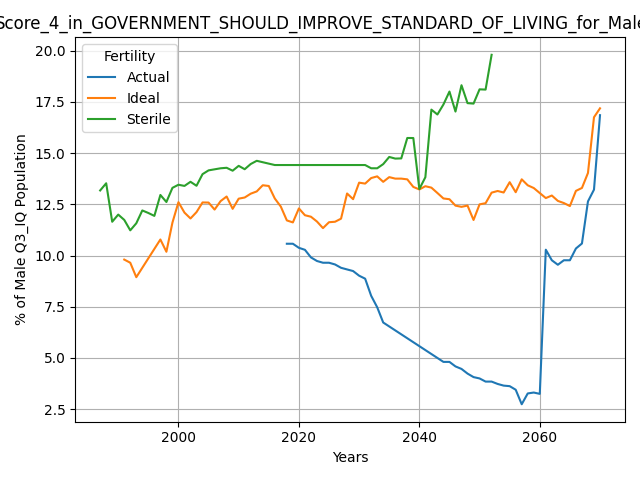 Score_4_in_GOVERNMENT_SHOULD_IMPROVE_STANDARD_OF_LIVING_for_Male
Fertility
Actual
Ideal
Sterile
% of Male Q3_IQ Population
20.0
17.5
15.0
12.5
10.0
7.5
5.0
2.5
2000
2020
2040
2060
Years